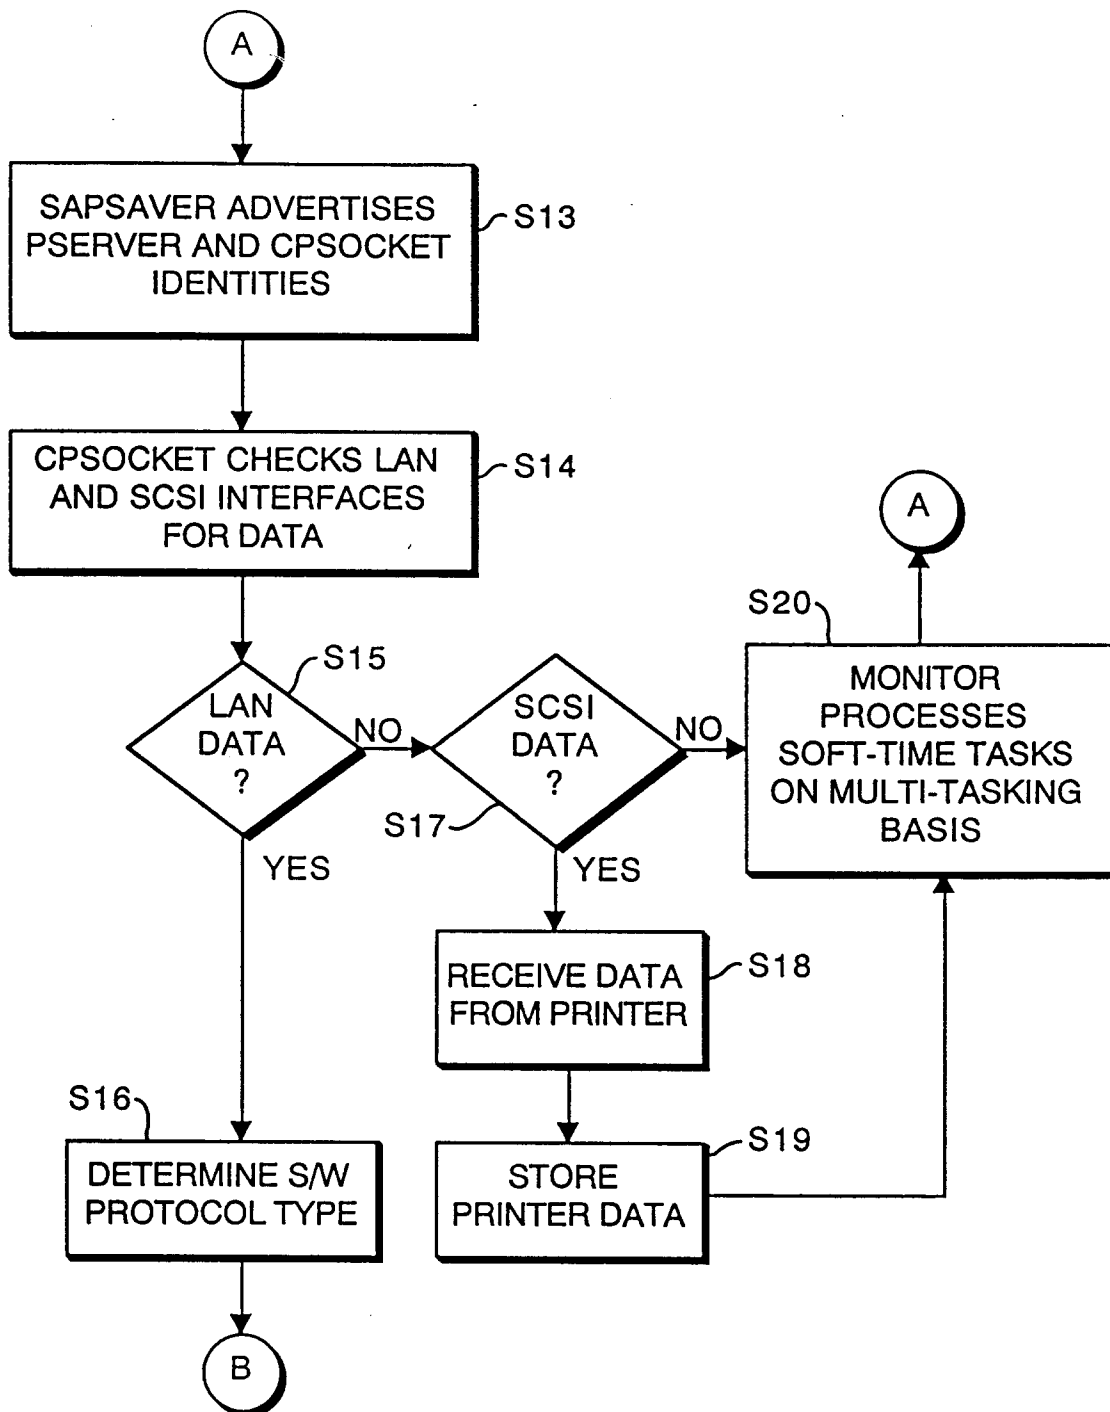 A
SAPSAVER ADVERTISES
PSERVER AND CPSOCKET
IDENTITIES
S13
CPSOCKET CHECKS LAN
AND SCSI INTERFACES
FOR DATA
S14
LAN
DATA
?
S15
NO
YES
SCSI
DATA
?
S17
NO
YES
A
S20
MONITOR
PROCESSES
SOFT-TIME TASKS
ON MULTI-TASKING
BASIS
RECEIVE DATA
FROM PRINTER
S18
STORE
PRINTER DATA
S19
S16
DETERMINE S/W
PROTOCOL TYPE
B